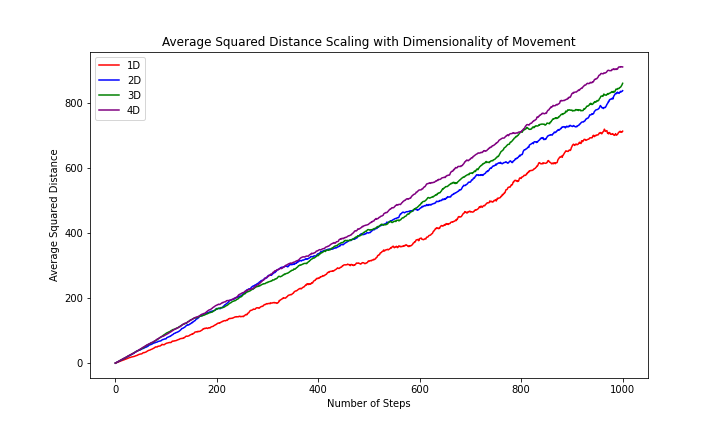 Average Squared Distance Scaling with Dimensionality of Movement
1D
2D
3D
4D
800
600
400
200
0
Average Squared Distance
0 200 400 600 800 1000
Number of Steps